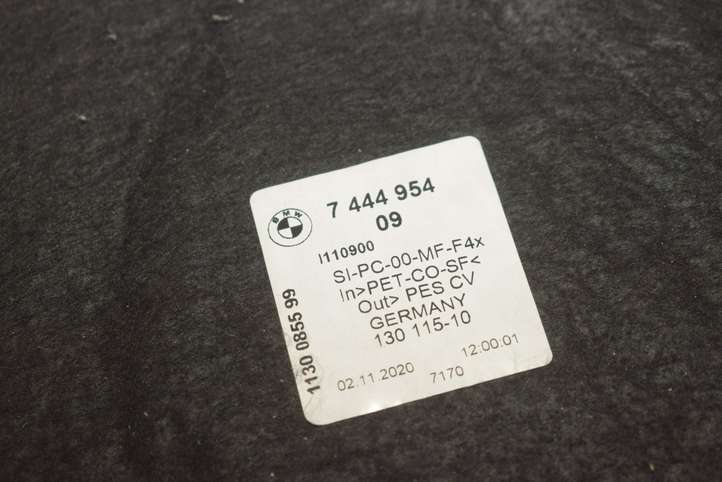 BMW
7 444 954
09
I110900
SI-PC-00-MF-F4x
In>PET-CO-SF<
Out> PES CV
GERMANY
130 115-10
02.11.2020
7170
12:00:01
1130 0855 99